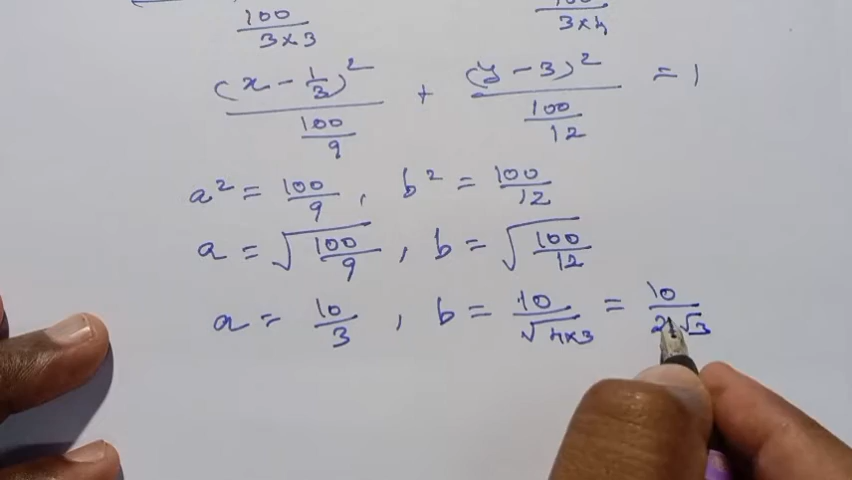 100/(3×3)   100/(3×4)
(x - 1/3)²/(100/9) + (y - 3)²/(100/12) = 1
a² = 100/9 , b² = 100/12
a = √(100/9) , b = √(100/12)
a = 10/3 , b = 10/√(4×3) = 10/(2√3)